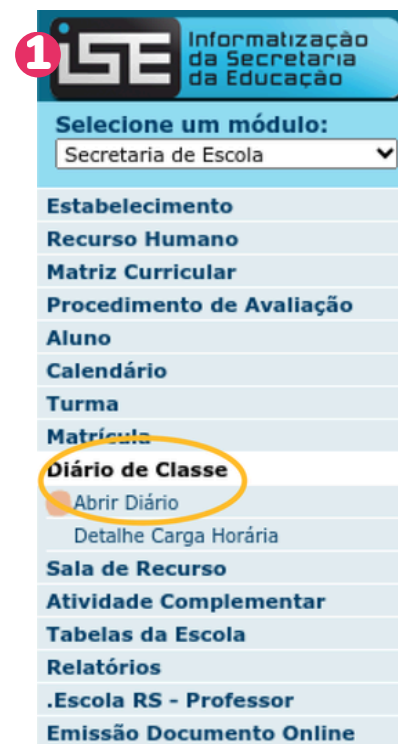 1
iSE
Informatização
da Secretaria
da Educação
Selecione um módulo:
Secretaria de Escola
Estabelecimento
Recurso Humano
Matriz Curricular
Procedimento de Avaliação
Aluno
Calendário
Turma
Matrícula
Diário de Classe
Abrir Diário
Detalhe Carga Horária
Sala de Recurso
Atividade Complementar
Tabelas da Escola
Relatórios
.Escola RS - Professor
Emissão Documento Online